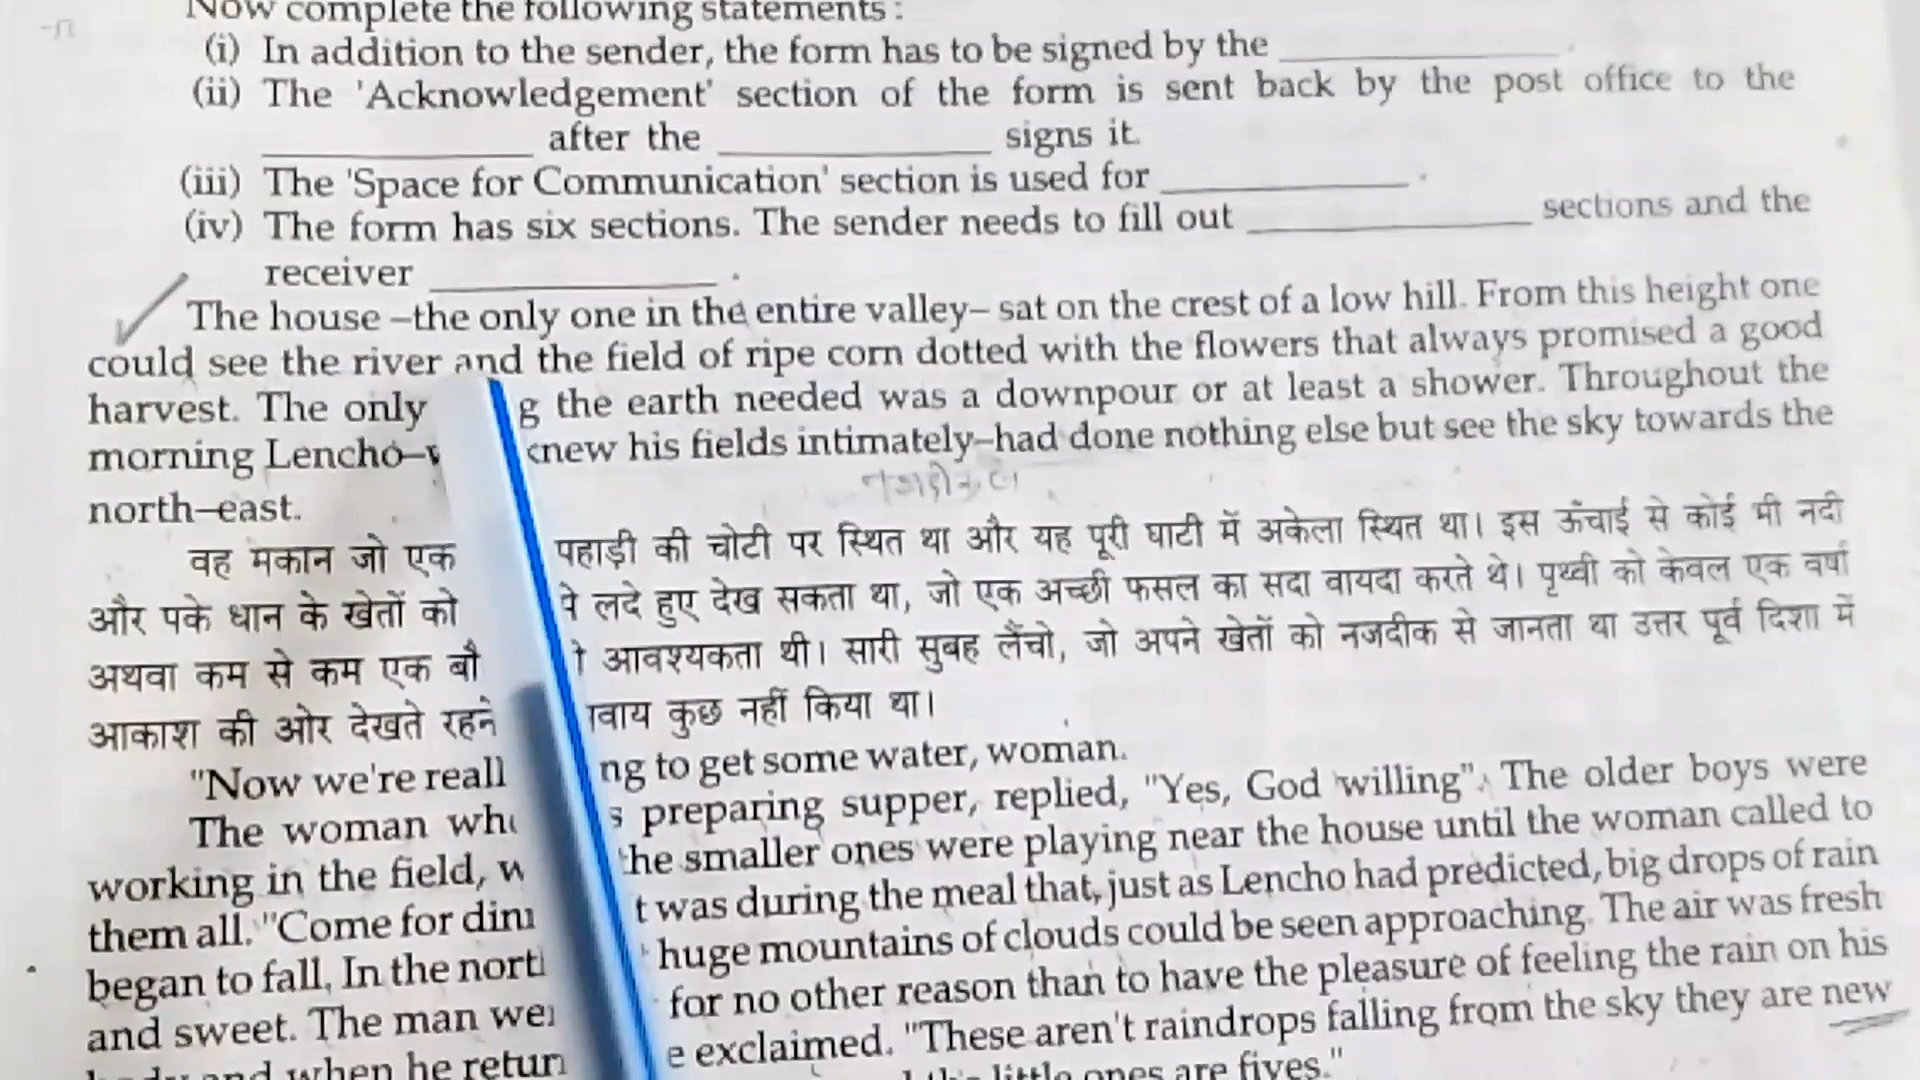 Now complete the following statements :
(i) In addition to the sender, the form has to be signed by the ____________ .
(ii) The 'Acknowledgement' section of the form is sent back by the post office to the
____________ after the ____________ signs it.
(iii) The 'Space for Communication' section is used for ____________ .
(iv) The form has six sections. The sender needs to fill out ____________ sections and the
receiver ____________ .
The house –the only one in the entire valley– sat on the crest of a low hill. From this height one
could see the river and the field of ripe corn dotted with the flowers that always promised a good
harvest. The only the earth needed was a downpour or at least a shower. Throughout the
morning Lencho– knew his fields intimately–had done nothing else but see the sky towards the
north–east.
वह मकान जो एक पहाड़ी की चोटी पर स्थित था और यह पूरी घाटी में अकेला स्थित था। इस ऊँचाई से कोई भी नदी
और पके धान के खेतों को लदे हुए देख सकता था, जो एक अच्छी फसल का सदा वायदा करते थे। पृथ्वी को केवल एक वर्षा
अथवा कम से कम एक आवश्यकता थी। सारी सुबह लैंचो, जो अपने खेतों को नजदीक से जानता था उत्तर पूर्व दिशा में
आकाश की ओर देखते रहने कुछ नहीं किया था।
"Now we're to get some water, woman.
The woman preparing supper, replied, "Yes, God willing". The older boys were
working in the field, the smaller ones were playing near the house until the woman called to
them all. "Come for was during the meal that, just as Lencho had predicted, big drops of rain
began to fall, In the huge mountains of clouds could be seen approaching. The air was fresh
and sweet. The man for no other reason than to have the pleasure of feeling the rain on his
and when he exclaimed. "These aren't raindrops falling from the sky they are new
little ones are fives."